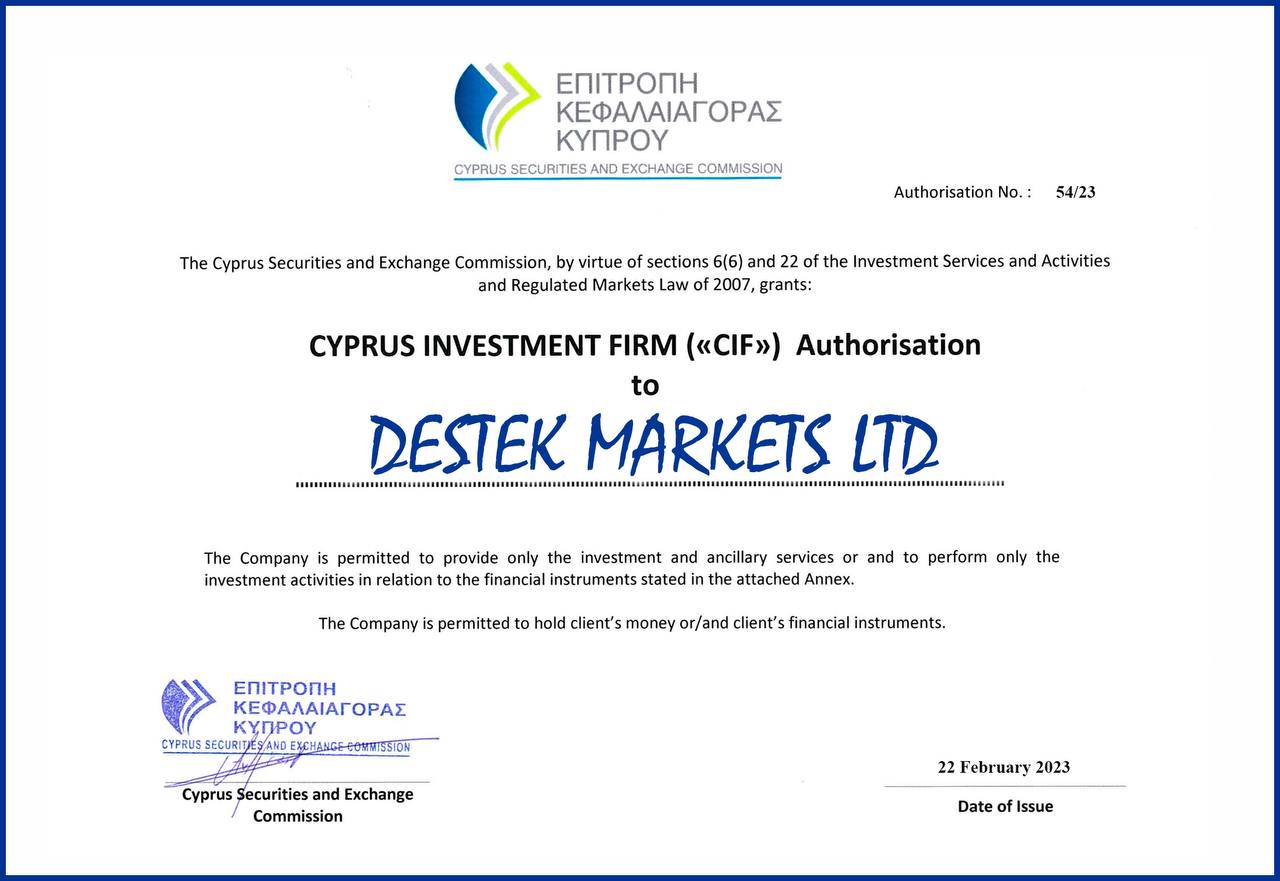 ΕΠΙΤΡΟΠΗ
ΚΕΦΑΛΑΙΑΓΟΡΑΣ
ΚΥΠΡΟΥ
CYPRUS SECURITIES AND EXCHANGE COMMISSION
Authorisation No. : 54/23
The Cyprus Securities and Exchange Commission, by virtue of sections 6(6) and 22 of the Investment Services and Activities
and Regulated Markets Law of 2007, grants:
CYPRUS INVESTMENT FIRM («CIF») Authorisation
to
DESTEK MARKETS LTD
The Company is permitted to provide only the investment and ancillary services or and to perform only the
investment activities in relation to the financial instruments stated in the attached Annex.
The Company is permitted to hold client’s money or/and client’s financial instruments.
ΕΠΙΤΡΟΠΗ
ΚΕΦΑΛΑΙΑΓΟΡΑΣ
ΚΥΠΡΟΥ
CYPRUS SECURITIES AND EXCHANGE COMMISSION
Cyprus Securities and Exchange
Commission
22 February 2023
Date of Issue